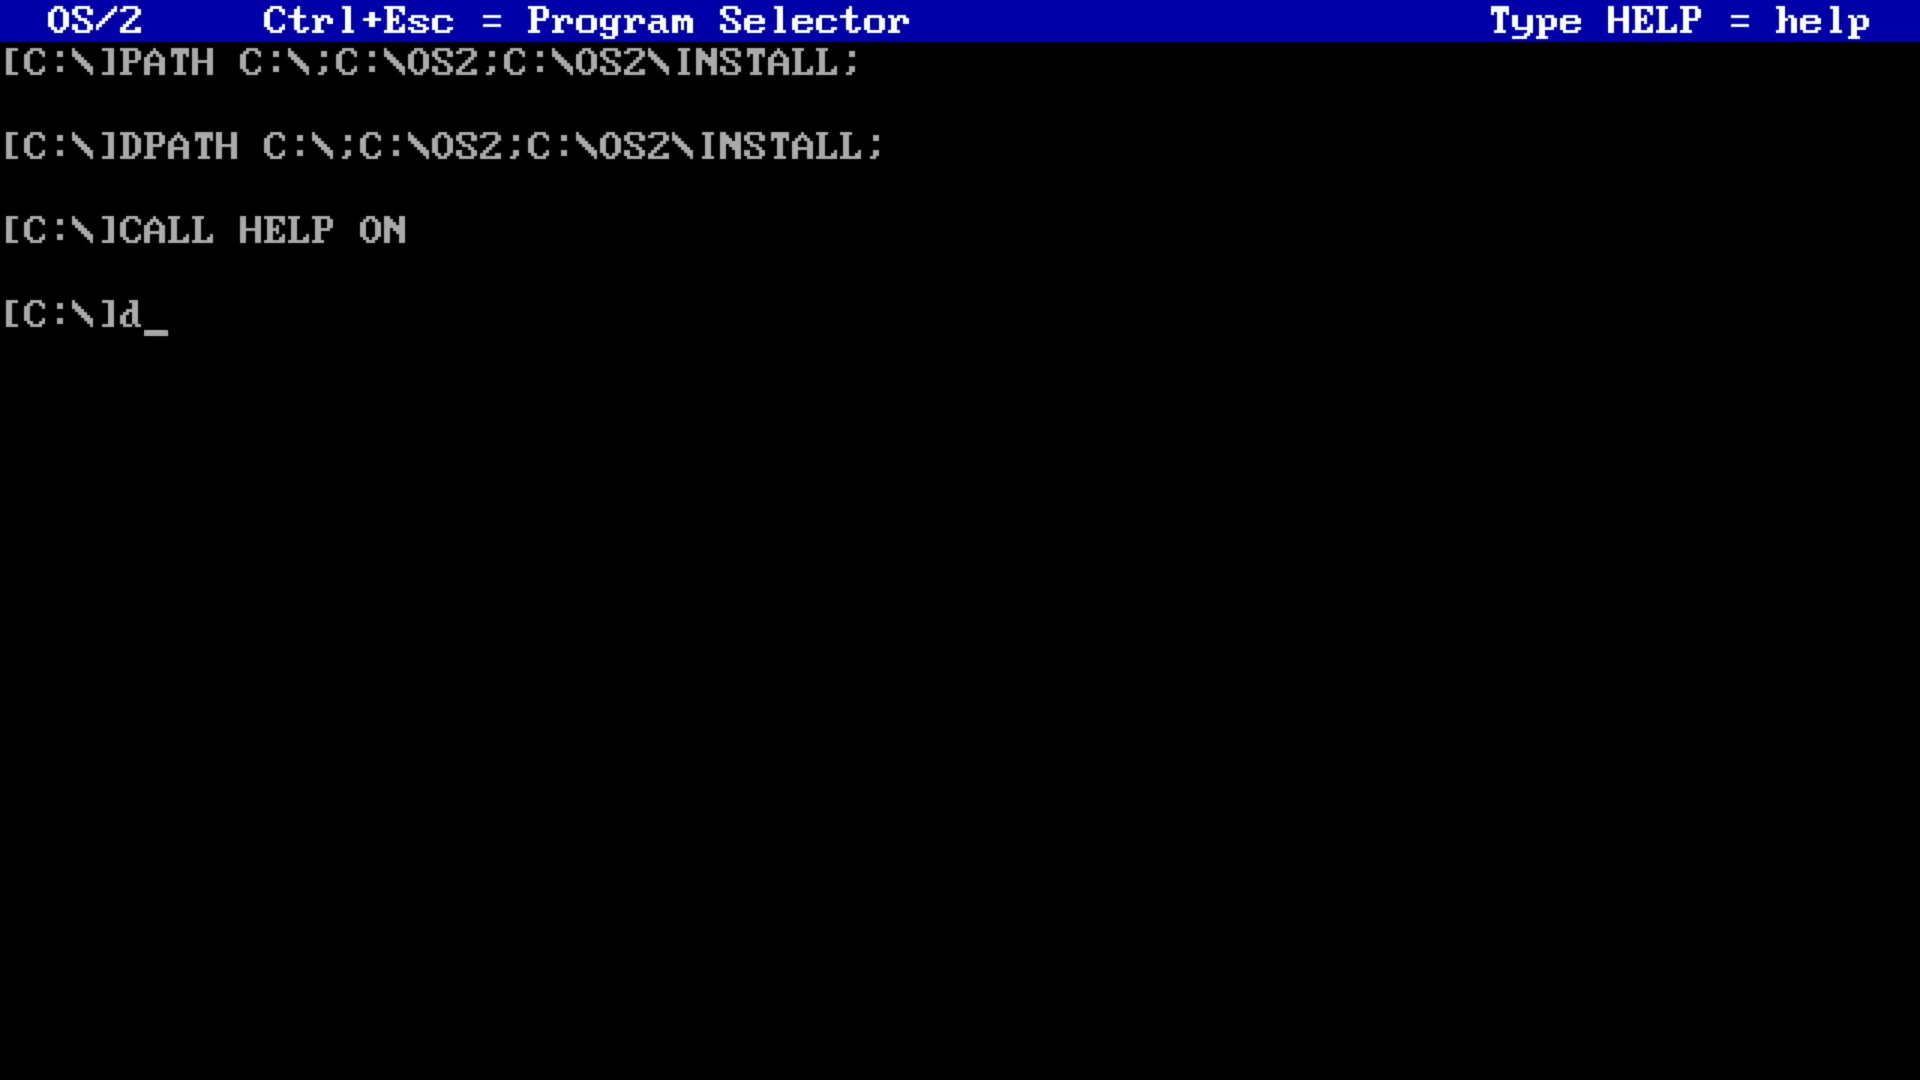 OS/2     Ctrl+Esc = Program Selector                        Type HELP = help
[C:\]PATH C:\;C:\OS2;C:\OS2\INSTALL;
[C:\]DPATH C:\;C:\OS2;C:\OS2\INSTALL;
[C:\]CALL HELP ON
[C:\]d_